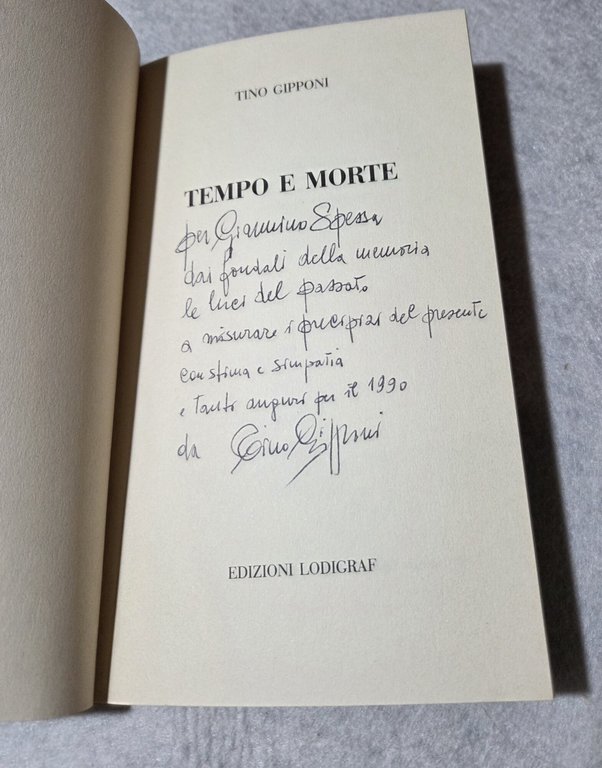 TINO GIPPONI
TEMPO E MORTE
per Giannino Spessa
dai fondali della memoria
le luci del passato
a misurare i precipizi del presente
con stima e simpatia
e tanti auguri per il 1990
da Tino Gipponi
EDIZIONI LODIGRAF